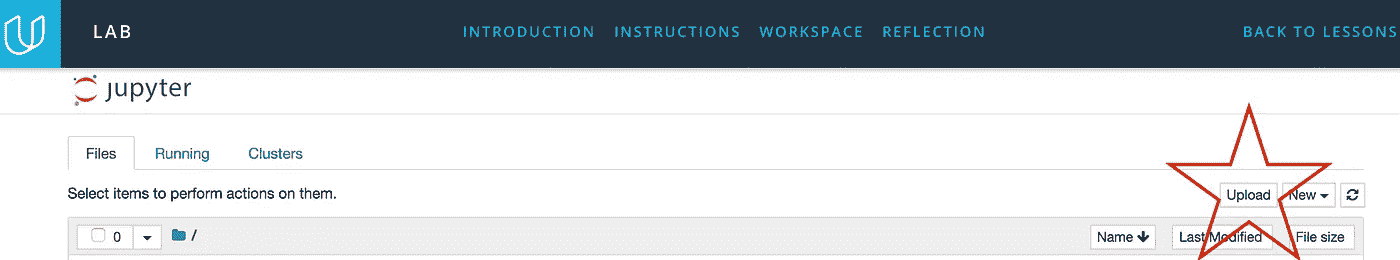 LAB INTRODUCTION INSTRUCTIONS WORKSPACE REFLECTION BACK TO LESSONS
jupyter
Files Running Clusters
Select items to perform actions on them. Upload New
0 / Name Last Modified File size